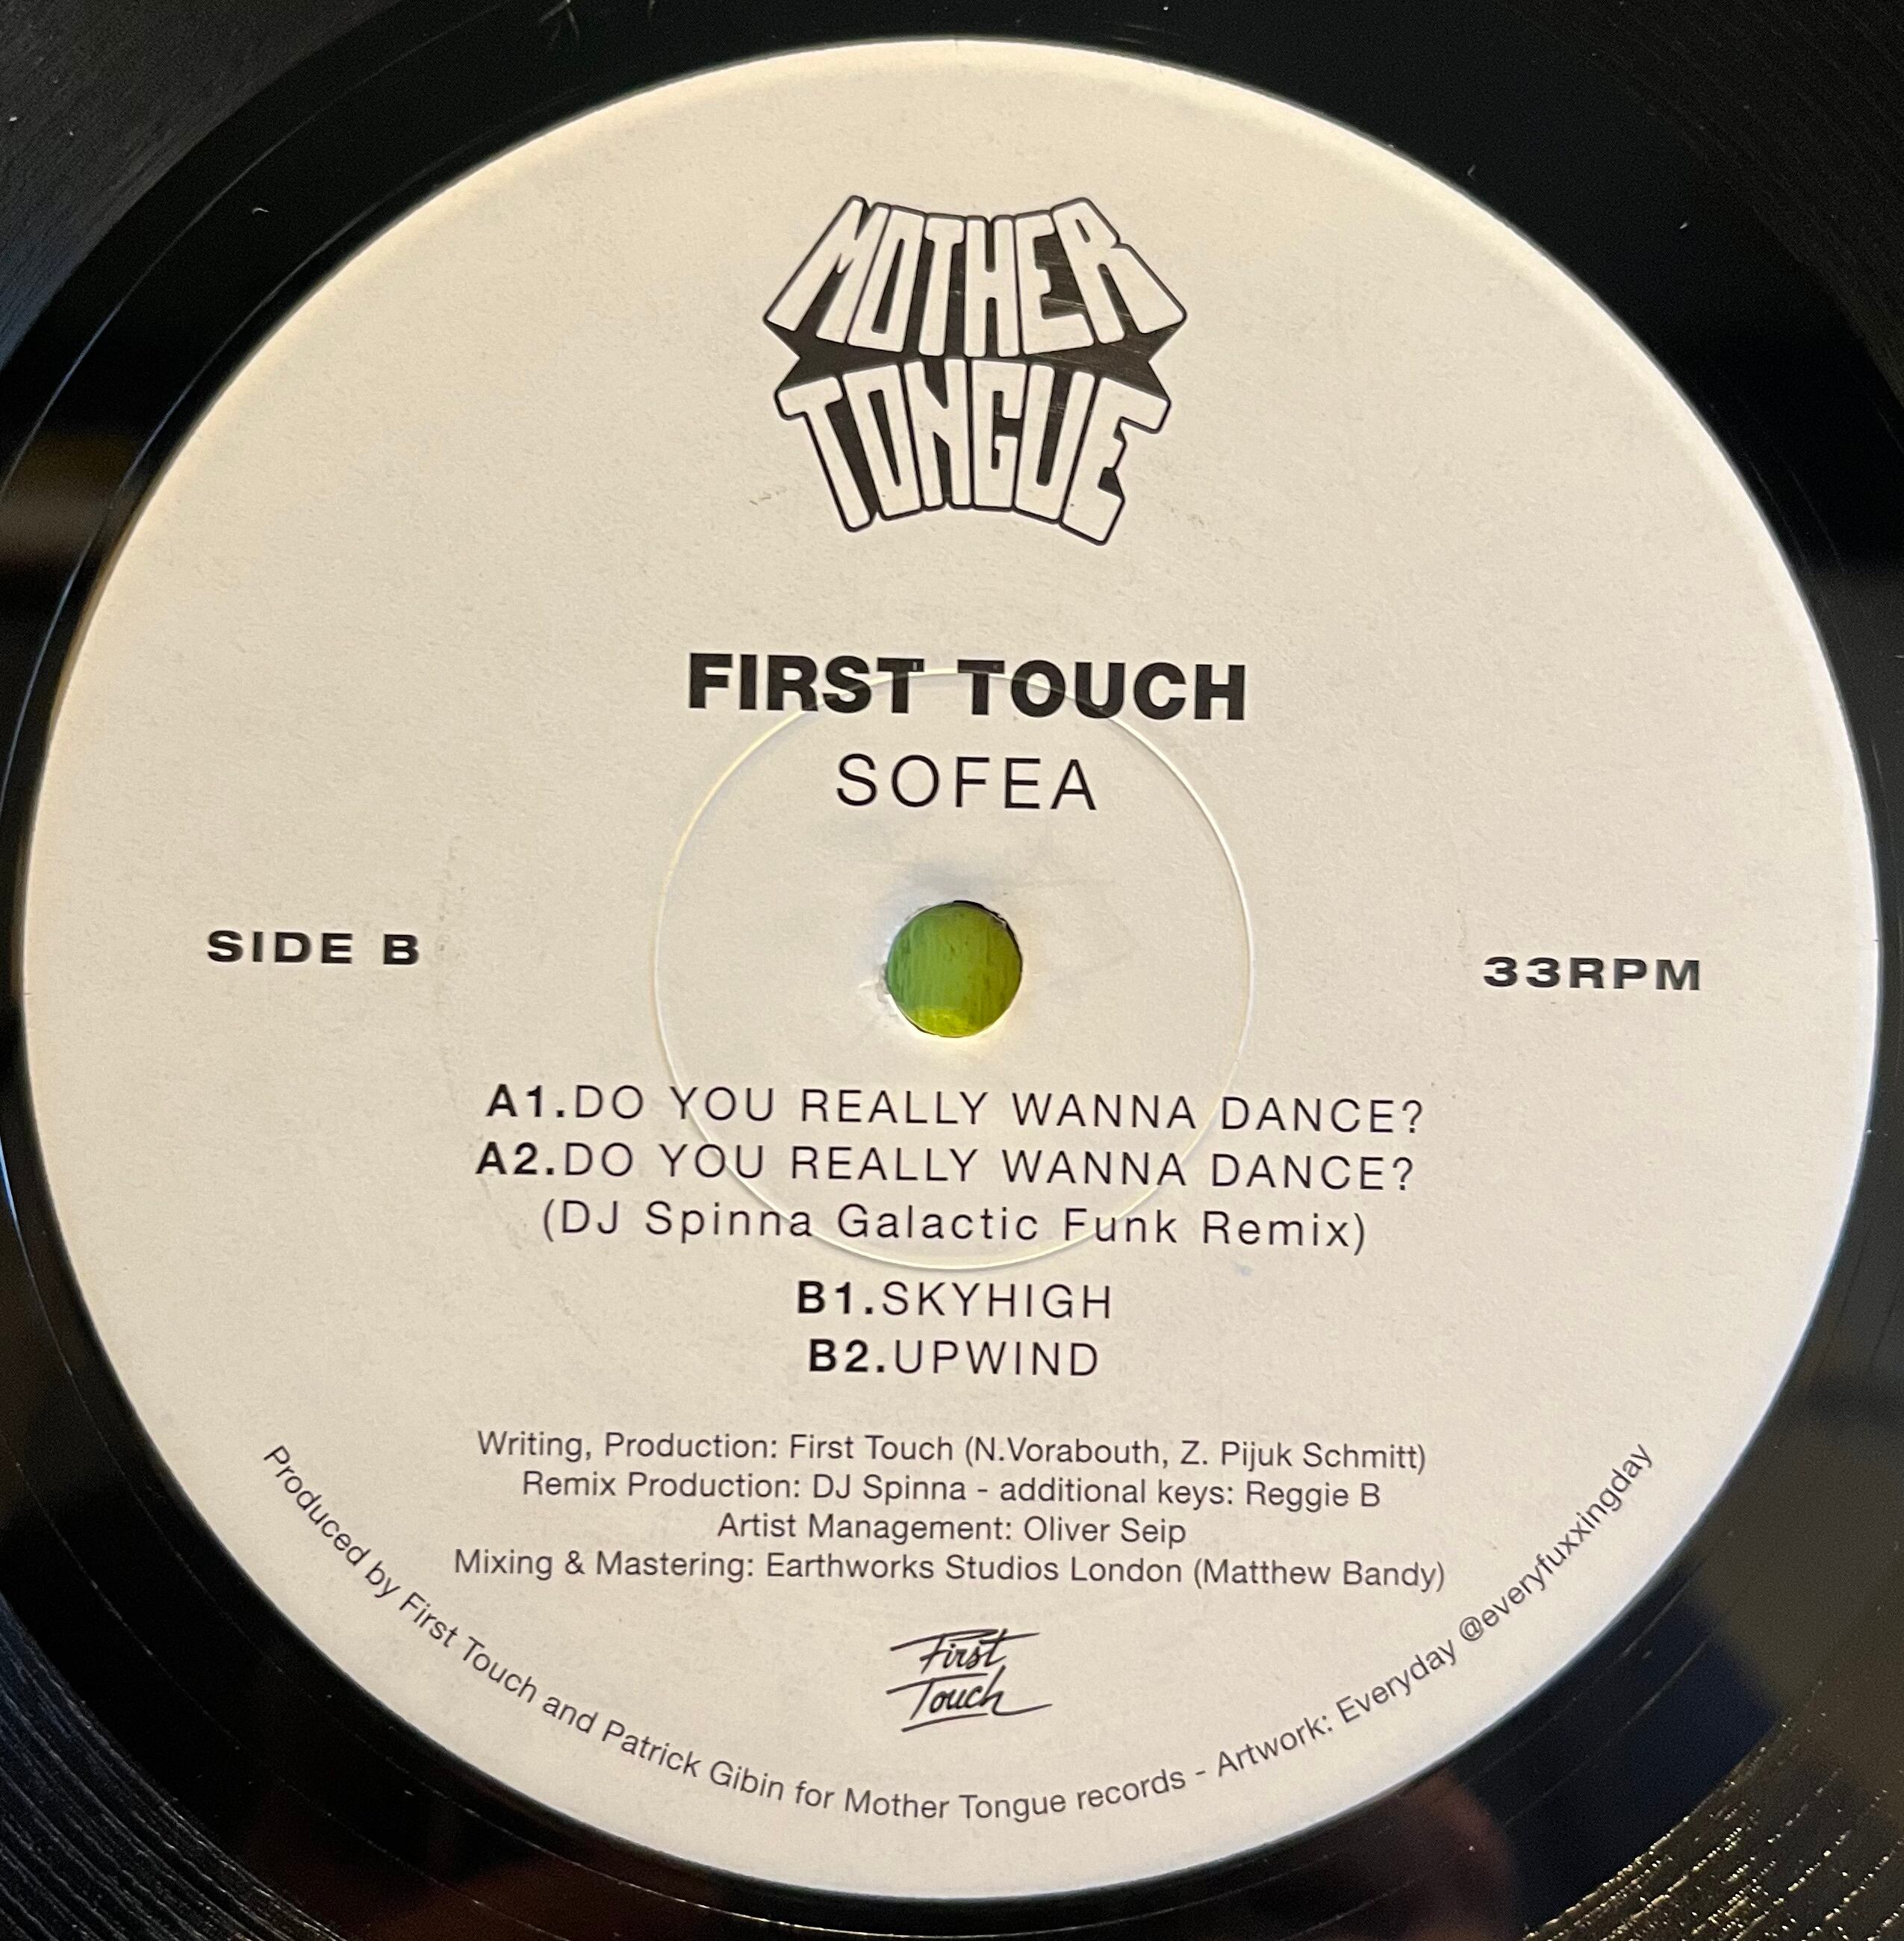 MOTHER
TONGUE
FIRST TOUCH
SOFEA
SIDE B
33RPM
A1.DO YOU REALLY WANNA DANCE?
A2.DO YOU REALLY WANNA DANCE?
(DJ Spinna Galactic Funk Remix)
B1.SKYHIGH
B2.UPWIND
Writing, Production: First Touch (N.Vorabouth, Z. Pijuk Schmitt)
Remix Production: DJ Spinna - additional keys: Reggie B
Artist Management: Oliver Seip
Mixing & Mastering: Earthworks Studios London (Matthew Bandy)
First
Touch
Produced by First Touch and Patrick Gibin for Mother Tongue records - Artwork: Everyday @everyfuxxingday